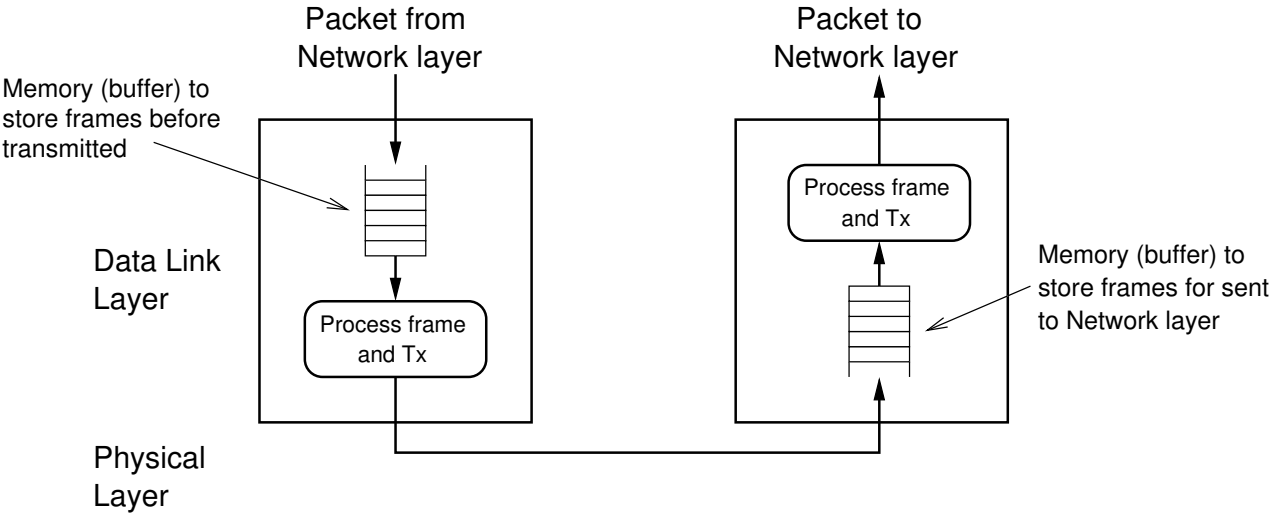 Packet from
Network layer
Packet to
Network layer
Memory (buffer) to
store frames before
transmitted
Process frame
and Tx
Data Link
Layer
Memory (buffer) to
store frames for sent
to Network layer
Process frame
and Tx
Physical
Layer